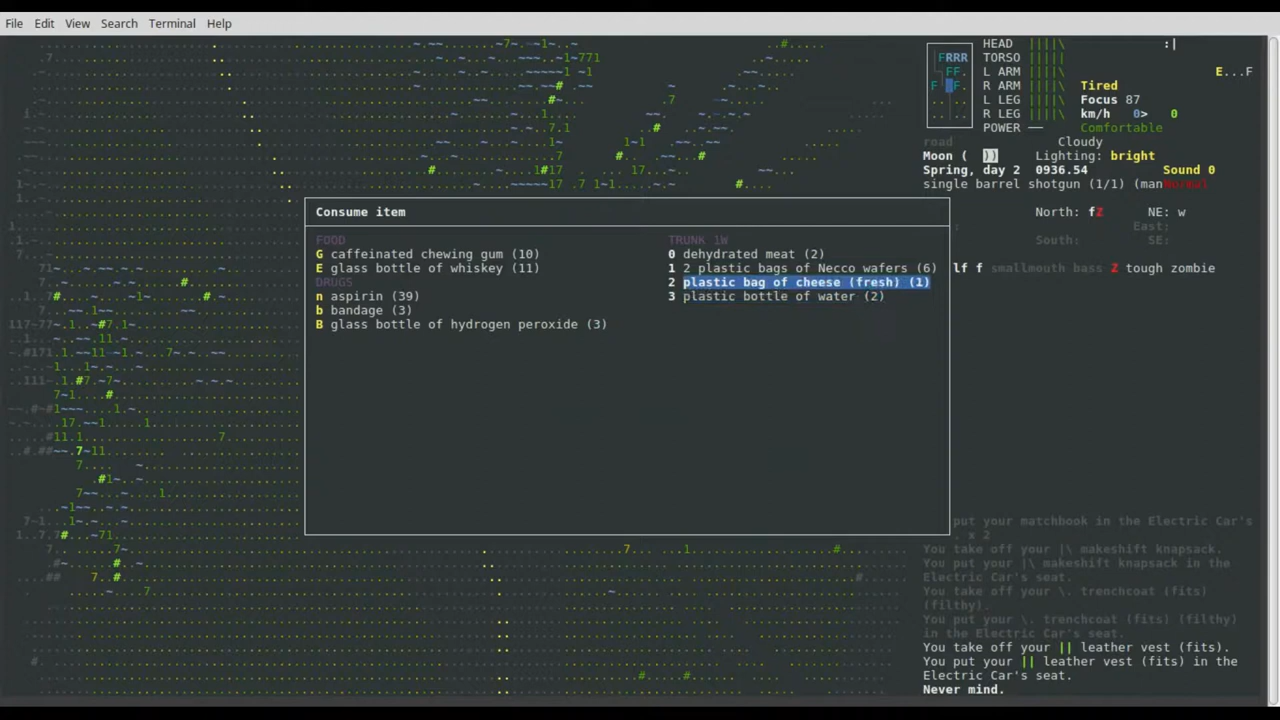 File Edit View Search Terminal Help
HEAD ||||\ :|
TORSO |||||
L ARM ||||\ E...F
R ARM ||||\ Tired
L LEG ||||\ Focus 87
R LEG ||||\ km/h 0> 0
POWER — Comfortable
road Cloudy
Moon ( )) Lighting: bright
Spring, day 2 0936.54 Sound 0
single barrel shotgun (1/1) (man Normal
North: fZ NE: w
East:
South: SE:
lf f smallmouth bass Z tough zombie
Consume item
FOOD
G caffeinated chewing gum (10)
E glass bottle of whiskey (11)
DRUGS
n aspirin (39)
b bandage (3)
B glass bottle of hydrogen peroxide (3)
TRUNK 1W
0 dehydrated meat (2)
1 2 plastic bags of Necco wafers (6)
2 plastic bag of cheese (fresh) (1)
3 plastic bottle of water (2)
put your matchbook in the Electric Car's
. x 2
You take off your |\ makeshift knapsack.
You put your |\ makeshift knapsack in the
Electric Car's seat.
You take off your \. trenchcoat (fits)
(filthy).
You put your \. trenchcoat (fits) (filthy)
in the Electric Car's seat.
You take off your || leather vest (fits).
You put your || leather vest (fits) in the
Electric Car's seat.
Never mind.